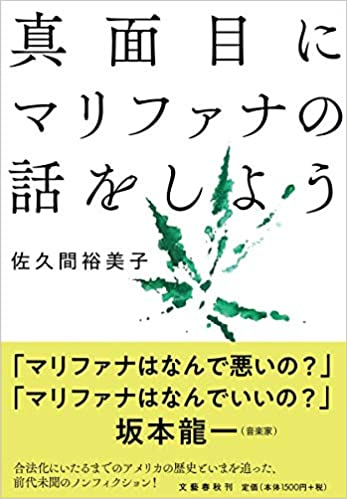 真面目に
マリファナの
話をしよう
佐久間裕美子
「マリファナはなんで悪いの？」
「マリファナはなんでいいの？」
坂本龍一（音楽家）
合法化にいたるまでのアメリカの歴史といまを追った、
前代未聞のノンフィクション！
文藝春秋刊 定価（本体1500円+税）